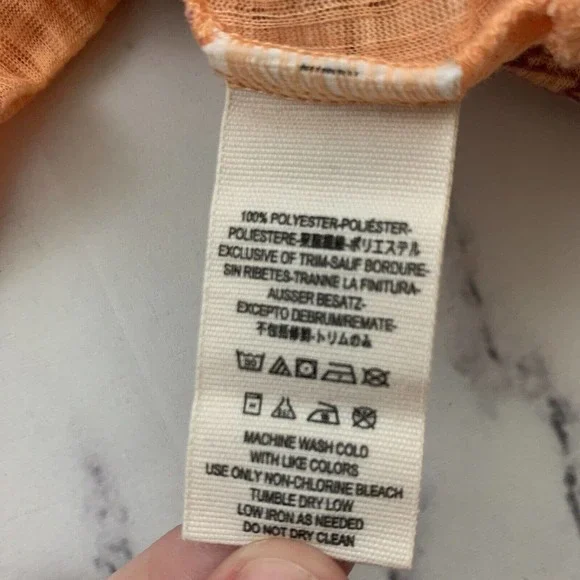 100% POLYESTER-POLIÉSTER-
POLIESTERE-聚酯纖維-ポリエステル
EXCLUSIVE OF TRIM-SAUF BORDURE-
SIN RIBETES-TRANNE LA FINITURA-
AUSSER BESATZ-
EXCEPTO DEBRUM/REMATE-
不包括修飾-トリムのみ
MACHINE WASH COLD
WITH LIKE COLORS
USE ONLY NON-CHLORINE BLEACH
TUMBLE DRY LOW
LOW IRON AS NEEDED
DO NOT DRY CLEAN